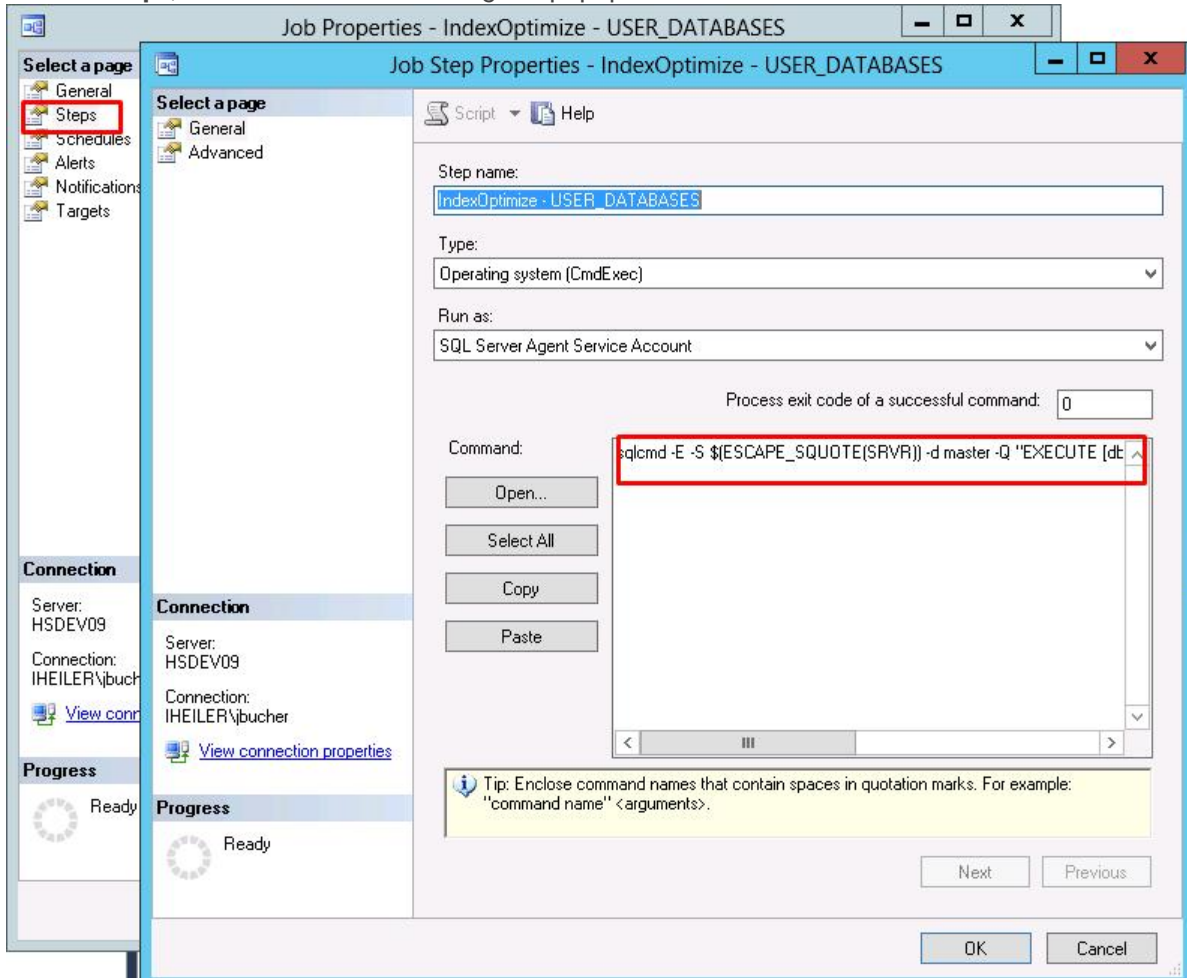 Job Properties - IndexOptimize - USER_DATABASES
Select a page
General
Steps
Schedules
Alerts
Notifications
Targets
Connection
Server:
HSDEV09
Connection:
View conn
Progress
Ready
Job Step Properties - IndexOptimize - USER_DATABASES
Select a page
General
Advanced
Script Help
Step name:
IndexOptimize - USER_DATABASES
Type:
Operating system (CmdExec)
Run as:
SQL Server Agent Service Account
Process exit code of a successful command: 0
Command:
sqlcmd -E -S $(ESCAPE_SQUOTE(SRVR)) -d master -Q "EXECUTE [db
Open...
Select All
Copy
Paste
Connection
Server:
HSDEV09
Connection:
IHEILER\jbucher
View connection properties
Progress
Ready
Tip: Enclose command names that contain spaces in quotation marks. For example:
"command name" <arguments>.
Next Previous
OK Cancel